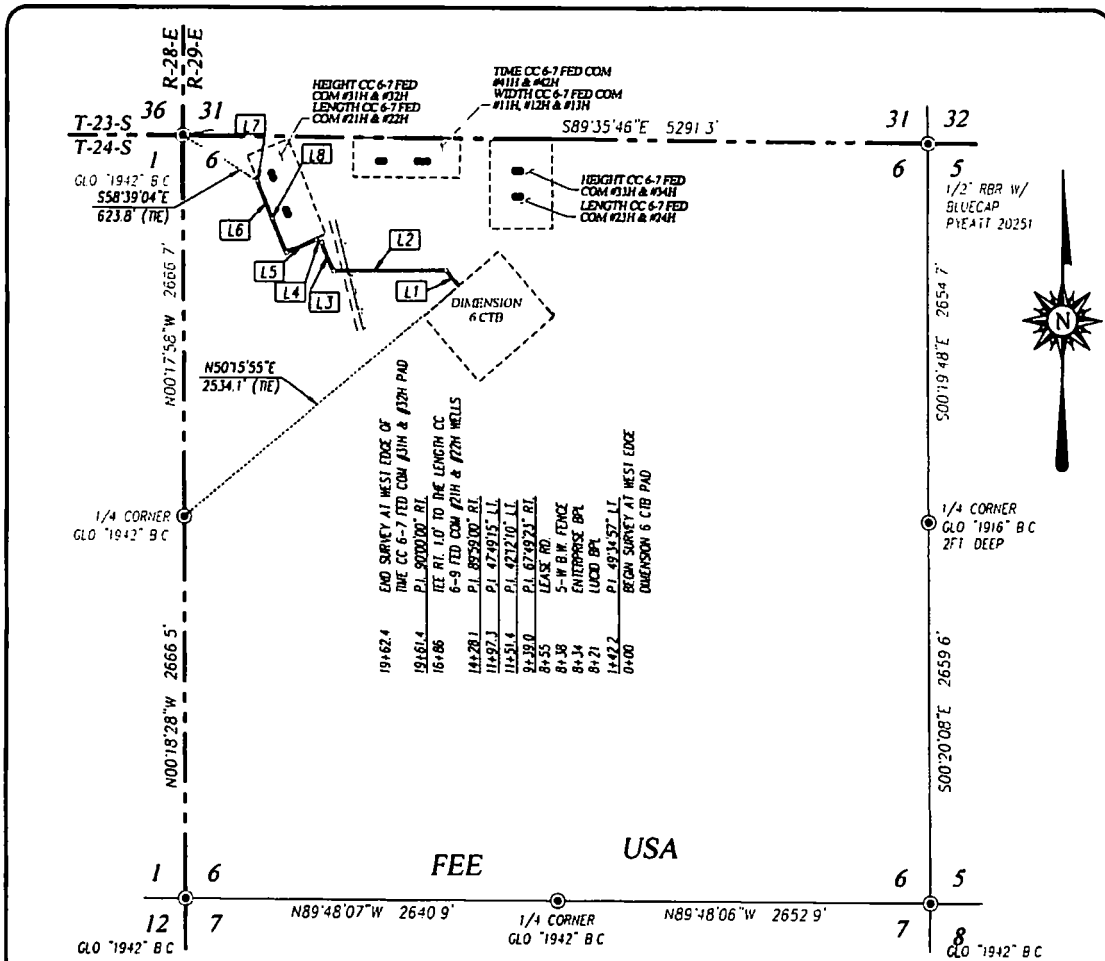 R-28-E
R-29-E
36 31
T-23-S
T-24-S
1 6
GLO "1942" B C
S58°39'04"E
623.8' (TIE)
L7
L8
L6
L5
L4
L3
L2
L1
HEIGHT CC 6-7 FED
COM #31H & #32H
LENGTH CC 6-7 FED
COM #21H & #22H
TIME CC 6-7 FED COM
#41H & #42H
WIDTH CC 6-7 FED COM
#11H, #12H & #13H
S89°35'46"E 5291 3'
31 32
6 5
HEIGHT CC 6-7 FED
COM #33H & #34H
LENGTH CC 6-7 FED
COM #23H & #24H
1/2" RBR W/
BLUECAP
PYEATT 20251
N
DIMENSION
6 CTB
N00°17'58"W 2666 7'
N50°15'55"E
2534.1' (TIE)
S00°19'48"E 2654 7'
1/4 CORNER
GLO "1942" B C
1/4 CORNER
GLO "1916" B C
2FT DEEP
19+62.4 END SURVEY AT WEST EDGE OF
TIME CC 6-7 FED COM #31H & #32H PAD
19+61.4 P.I. 90°00'00" RT.
16+86 TEE RT. 1.0' TO THE LENGTH CC
6-9 FED COM #21H & #22H WELLS
14+28.1 P.I. 89°59'00" RT.
11+97.3 P.I. 47°49'15" LT.
11+51.4 P.I. 42°12'10" LT.
9+39.0 P.I. 67°49'23" RT.
8+55 LEASE RD.
8+38 5-W B.W. FENCE
8+34 ENTERPRISE BPL
8+21 LUCID BPL
1+42.2 P.I. 49°34'57" LT.
0+00 BEGIN SURVEY AT WEST EDGE
DIMENSION 6 CTB PAD
N00°18'28"W 2666 5'
S00°20'08"E 2659 6'
FEE
USA
1 6
12 7
GLO "1942" B C
N89°48'07"W 2640 9'
1/4 CORNER
GLO "1942" B C
N89°48'06"W 2652 9'
6 5
7 8
GLO "1942" B C